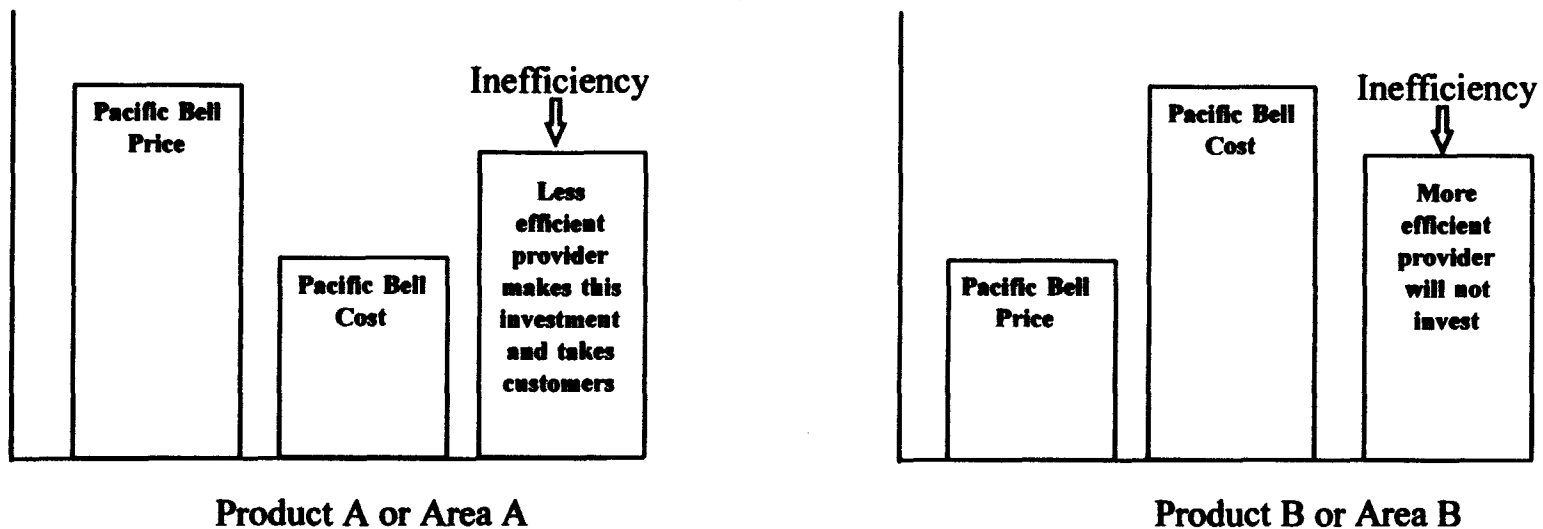 Inefficiency
Pacific Bell
Price
Pacific Bell
Cost
Less
efficient
provider
makes this
investment
and takes
customers
Product A or Area A
Inefficiency
Pacific Bell
Price
Pacific Bell
Cost
More
efficient
provider
will not
invest
Product B or Area B